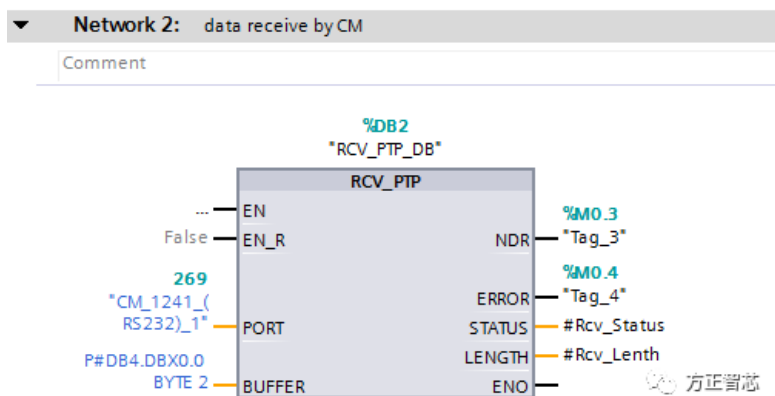 Network 2: data receive by CM
Comment
%DB2
"RCV_PTP_DB"
RCV_PTP
... EN
False EN_R
%M0.3
NDR "Tag_3"
269
"CM_1241_(
RS232)_1" PORT
%M0.4
ERROR "Tag_4"
STATUS #Rcv_Status
LENGTH #Rcv_Lenth
P#DB4.DBX0.0
BYTE 2 BUFFER
ENO
方正智芯